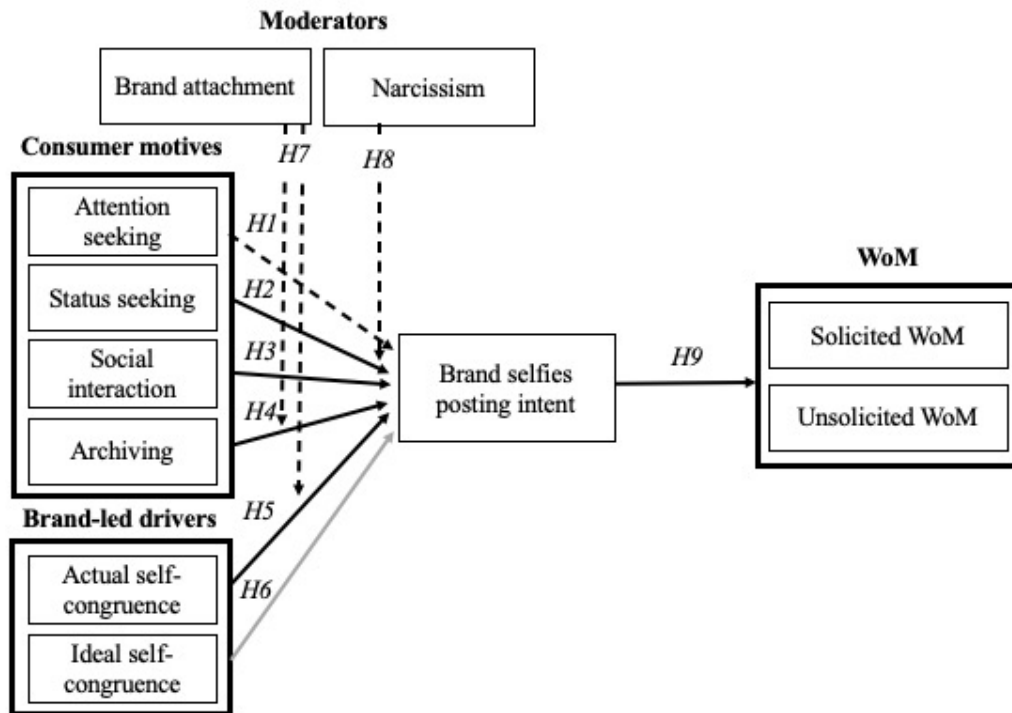 Moderators
Brand attachment
Narcissism
Consumer motives
H7
H8
Attention
seeking
H1
Status seeking
H2
Social
interaction
H3
Archiving
H4
Brand selfies
posting intent
H9
WoM
Solicited WoM
Unsolicited WoM
Brand-led drivers
H5
Actual self-
congruence
H6
Ideal self-
congruence